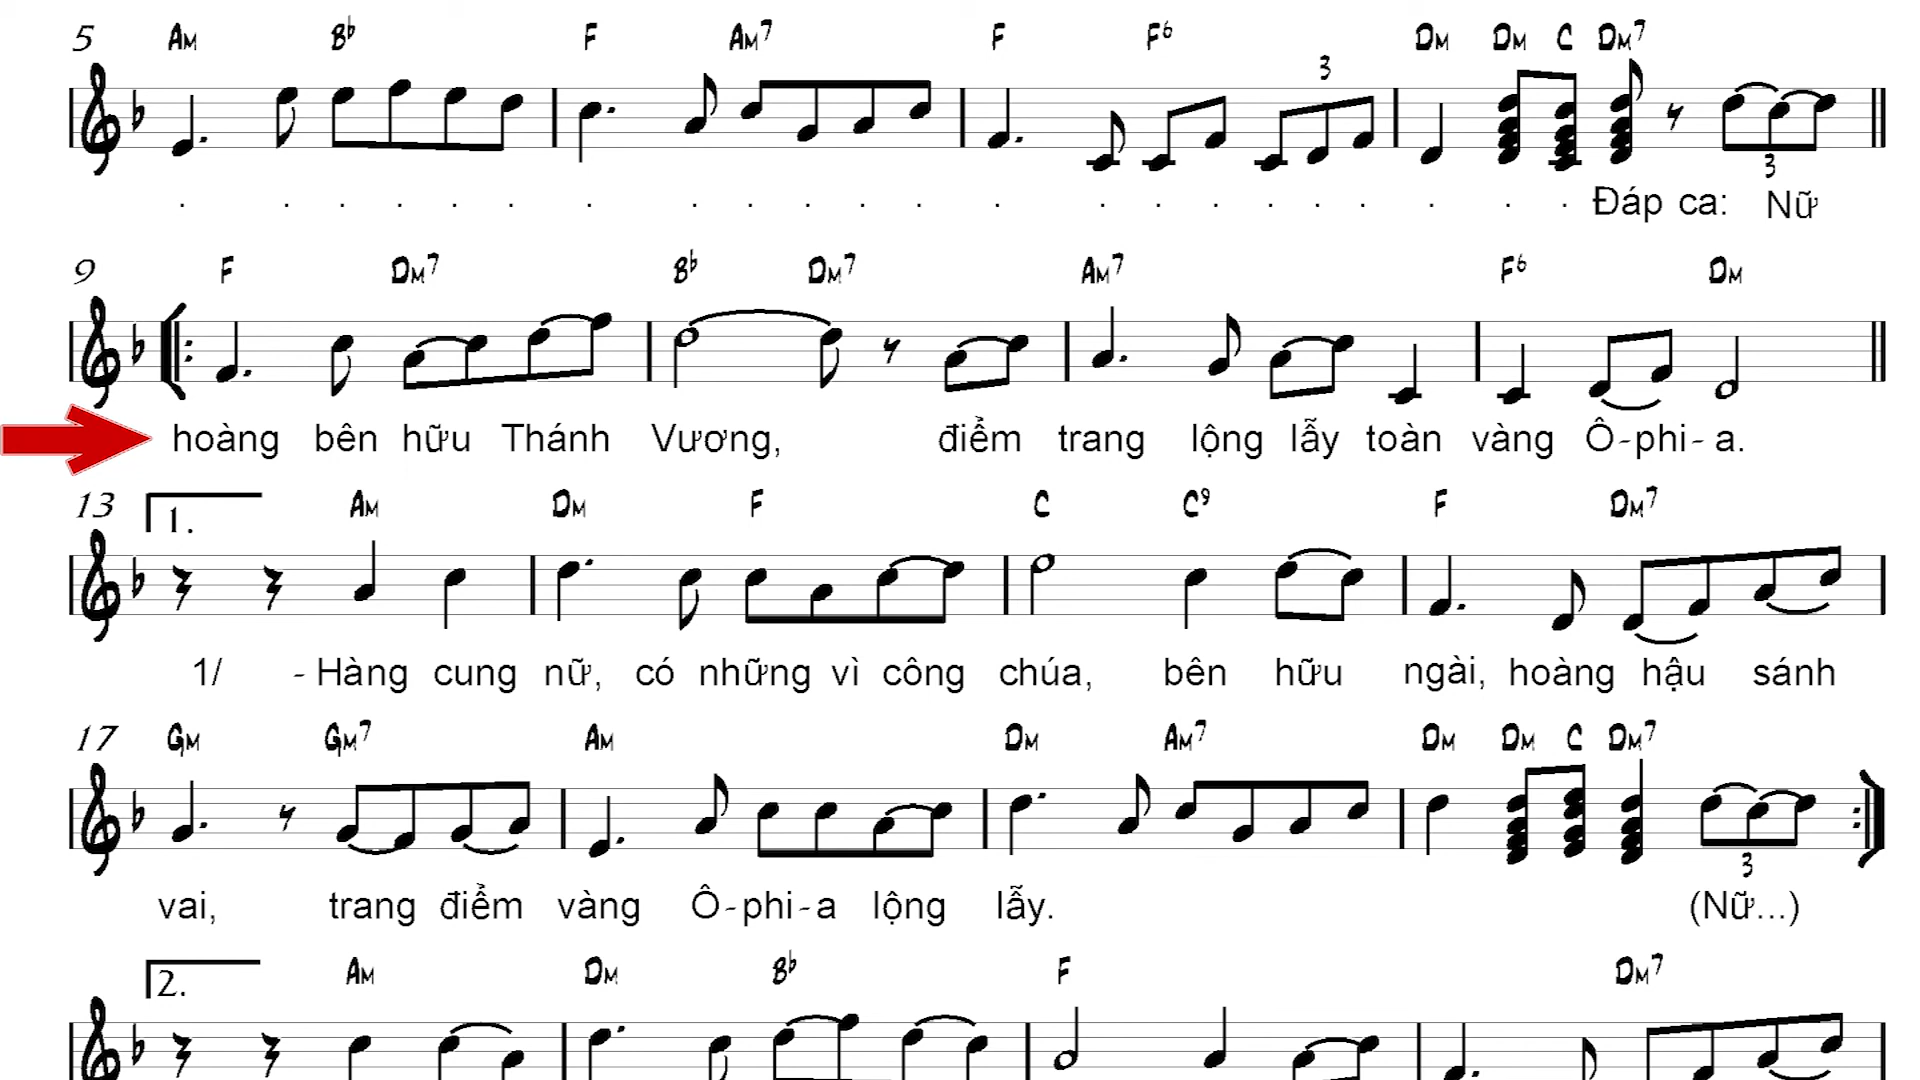 5 Am B♭ F Am7 F F6 Dm Dm C Dm7
3
3
. . . . . . . . . . . . . . . . . . . . Đáp ca: Nữ
9 F Dm7 B♭ Dm7 Am7 F6 Dm
hoàng bên hữu Thánh Vương, điểm trang lộng lẫy toàn vàng Ô-phi-a.
13 1. Am Dm F C C9 F Dm7
1/ -Hàng cung nữ, có những vì công chúa, bên hữu ngài, hoàng hậu sánh
17 Gm Gm7 Am Dm Am7 Dm Dm C Dm7
3
vai, trang điểm vàng Ô-phi-a lộng lẫy. (Nữ...)
2. Am Dm B♭ F Dm7